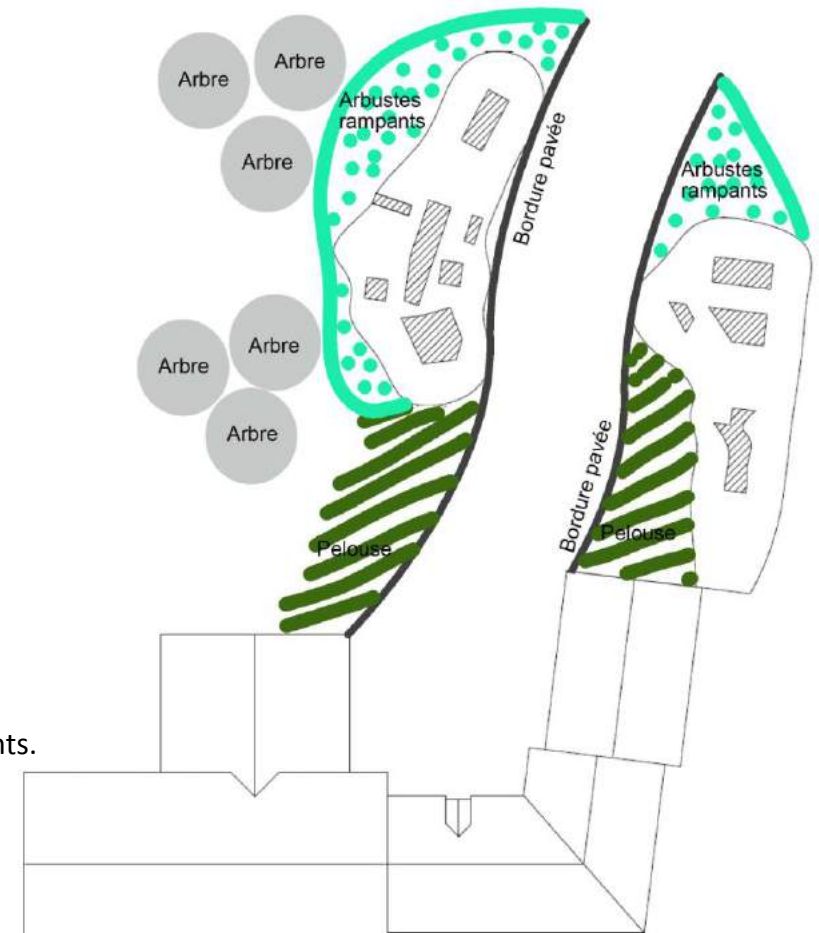 Arbre
Arbre
Arbre
Arbustes
rampants
Bordure pavée
Arbustes
rampants
Arbre
Arbre
Arbre
Bordure pavée
Pelouse
Pelouse
nts.